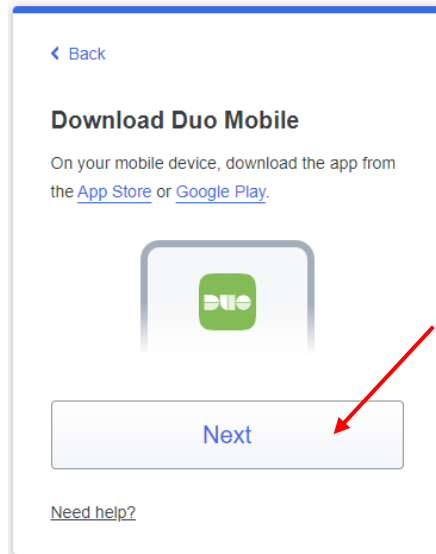 Back
Download Duo Mobile
On your mobile device, download the app from
the App Store or Google Play.
DUO
Next
Need help?